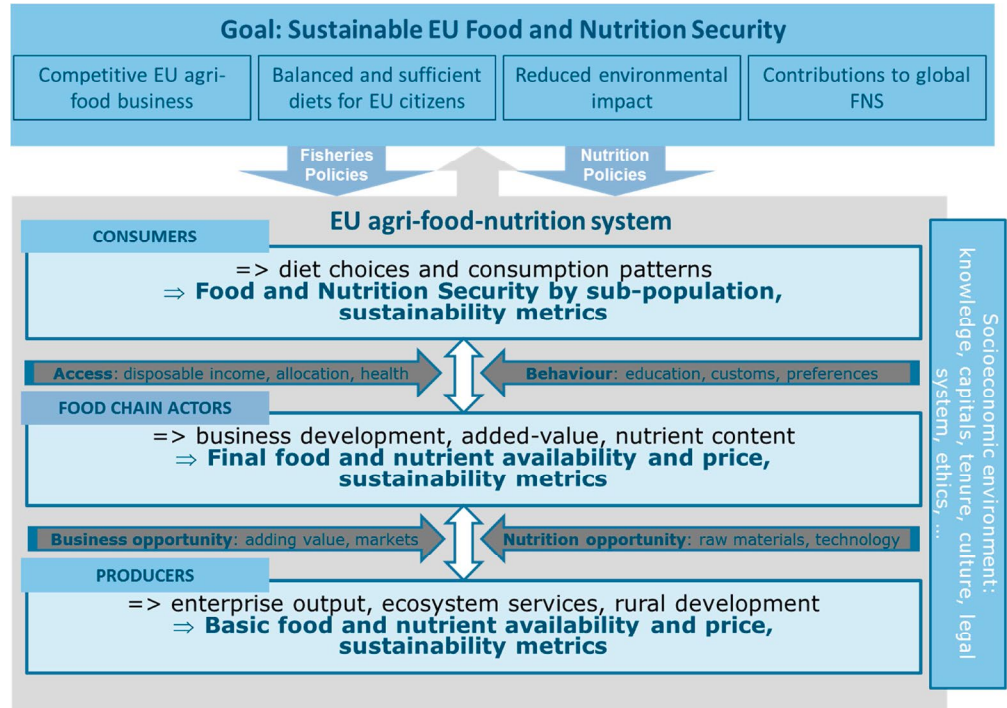 Goal: Sustainable EU Food and Nutrition Security
Competitive EU agri-
food business
Balanced and sufficient
diets for EU citizens
Reduced environmental
impact
Contributions to global
FNS
Fisheries
Policies
Nutrition
Policies
EU agri-food-nutrition system
CONSUMERS
=> diet choices and consumption patterns
⇒ Food and Nutrition Security by sub-population,
sustainability metrics
Access: disposable income, allocation, health
Behaviour: education, customs, preferences
FOOD CHAIN ACTORS
=> business development, added-value, nutrient content
⇒ Final food and nutrient availability and price,
sustainability metrics
Business opportunity: adding value, markets
Nutrition opportunity: raw materials, technology
PRODUCERS
=> enterprise output, ecosystem services, rural development
⇒ Basic food and nutrient availability and price,
sustainability metrics
Socioeconomic environment:
knowledge, capitals, tenure, culture, legal
system, ethics, ...